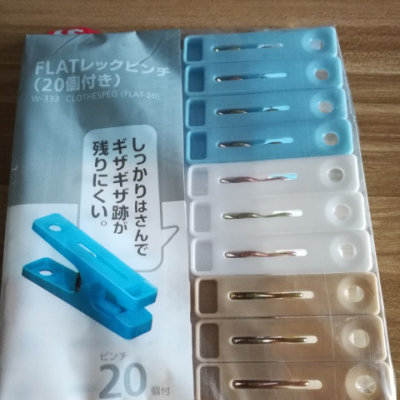 FLATレックピンチ
(20個付き)
W-333 CLOTHESPEG (FLAT-20)
しっかりはさんで
ギザギザ跡が
残りにくい。
ピンチ
20個付